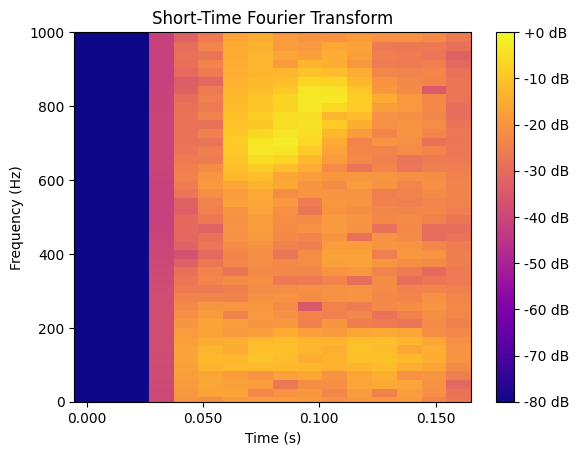 Short-Time Fourier Transform
1000
800
600
400
200
0
Frequency (Hz)
0.000
0.050
0.100
0.150
Time (s)
+0 dB
-10 dB
-20 dB
-30 dB
-40 dB
-50 dB
-60 dB
-70 dB
-80 dB